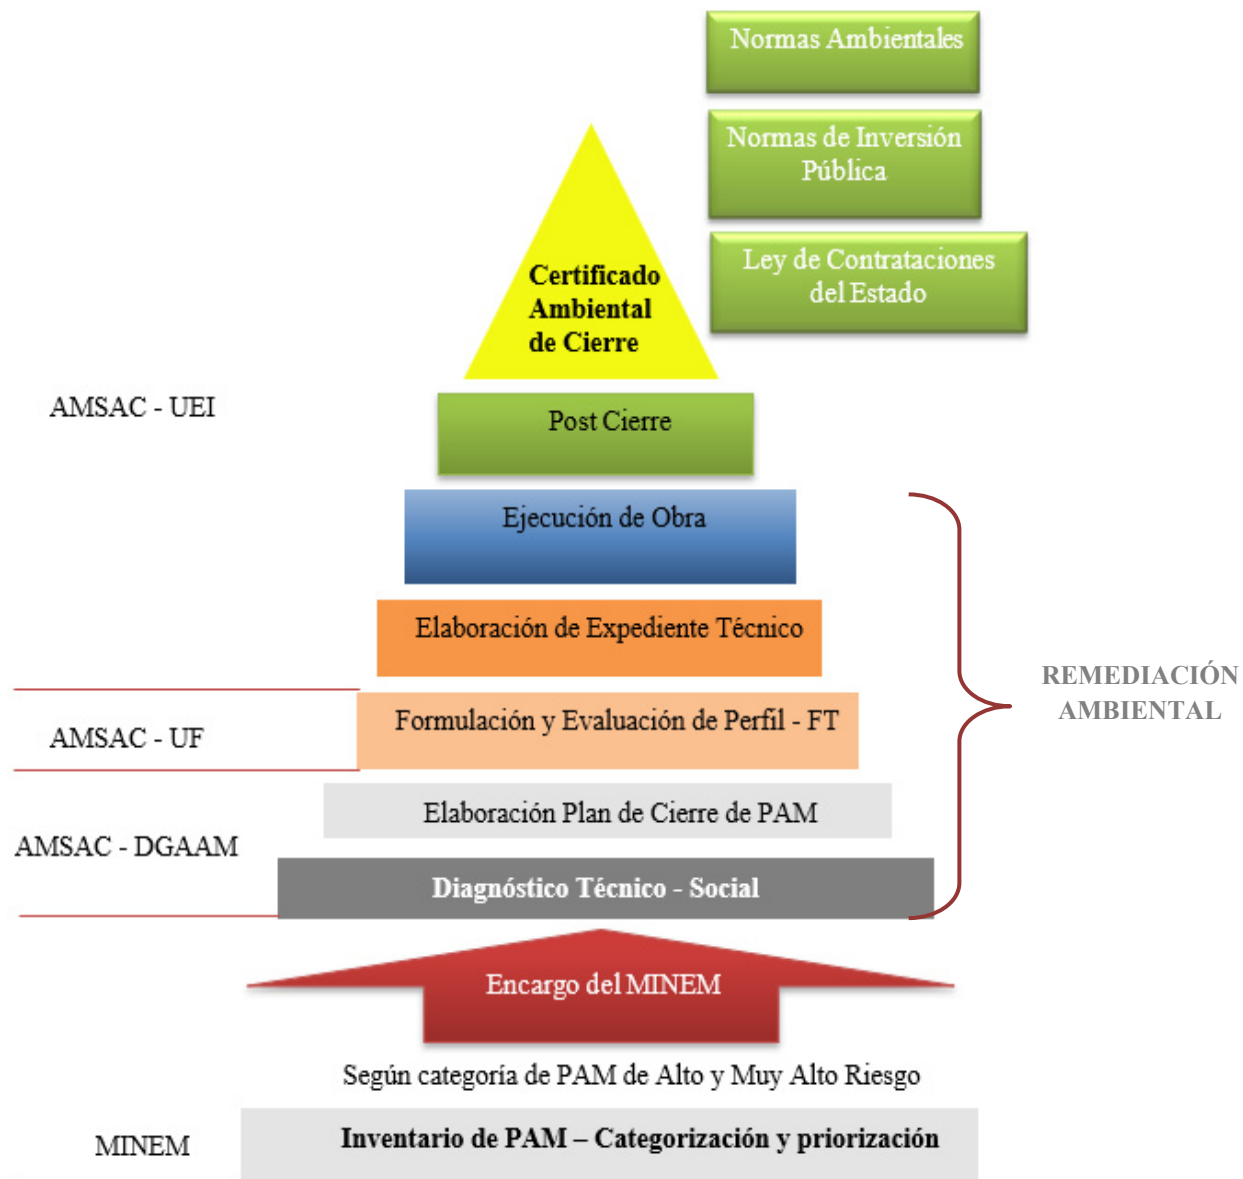 Normas Ambientales
Normas de Inversión
Pública
Ley de Contrataciones
del Estado
Certificado
Ambiental
de Cierre
AMSAC - UEI
Post Cierre
Ejecución de Obra
Elaboración de Expediente Técnico
REMEDIACIÓN
AMBIENTAL
Formulación y Evaluación de Perfil - FT
AMSAC - UF
Elaboración Plan de Cierre de PAM
AMSAC - DGAAM
Diagnóstico Técnico - Social
Encargo del MINEM
Según categoría de PAM de Alto y Muy Alto Riesgo
MINEM
Inventario de PAM – Categorización y priorización